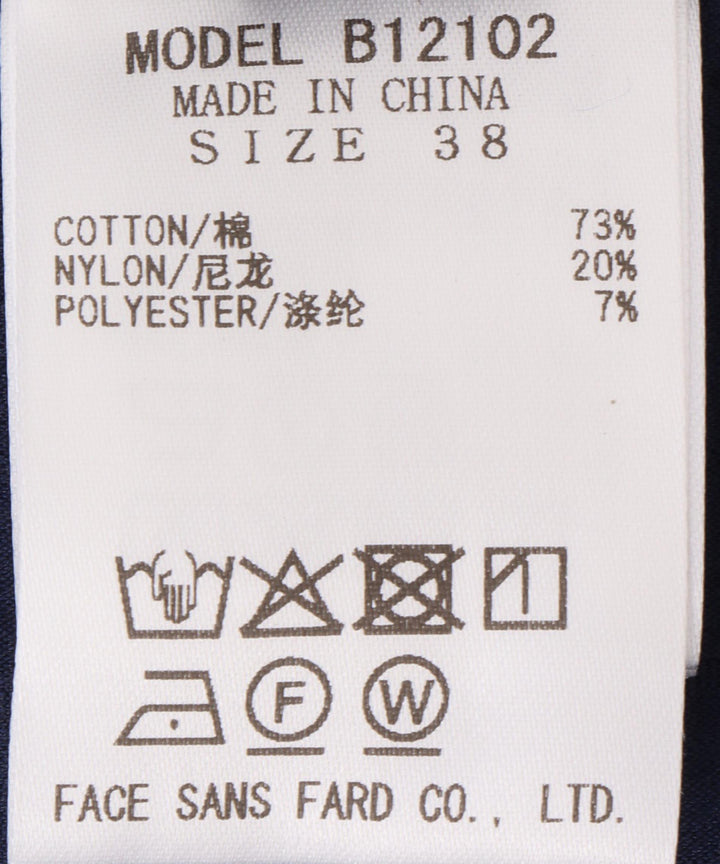 MODEL B12102
MADE IN CHINA
SIZE 38
COTTON/棉 73%
NYLON/尼龙 20%
POLYESTER/涤纶 7%
F W
FACE SANS FARD CO., LTD.